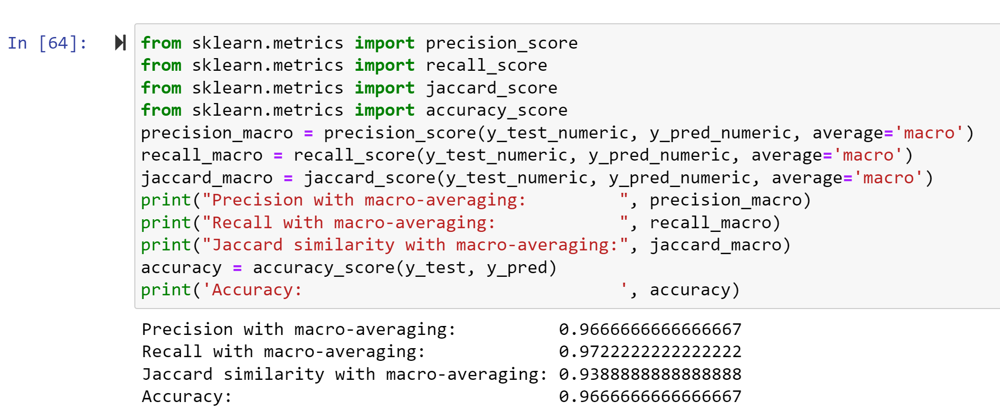 In [64]:
from sklearn.metrics import precision_score
from sklearn.metrics import recall_score
from sklearn.metrics import jaccard_score
from sklearn.metrics import accuracy_score
precision_macro = precision_score(y_test_numeric, y_pred_numeric, average='macro')
recall_macro = recall_score(y_test_numeric, y_pred_numeric, average='macro')
jaccard_macro = jaccard_score(y_test_numeric, y_pred_numeric, average='macro')
print("Precision with macro-averaging:         ", precision_macro)
print("Recall with macro-averaging:            ", recall_macro)
print("Jaccard similarity with macro-averaging:", jaccard_macro)
accuracy = accuracy_score(y_test, y_pred)
print('Accuracy:                               ', accuracy)
Precision with macro-averaging:          0.9666666666666667
Recall with macro-averaging:             0.9722222222222222
Jaccard similarity with macro-averaging: 0.9388888888888888
Accuracy:                                0.9666666666666667